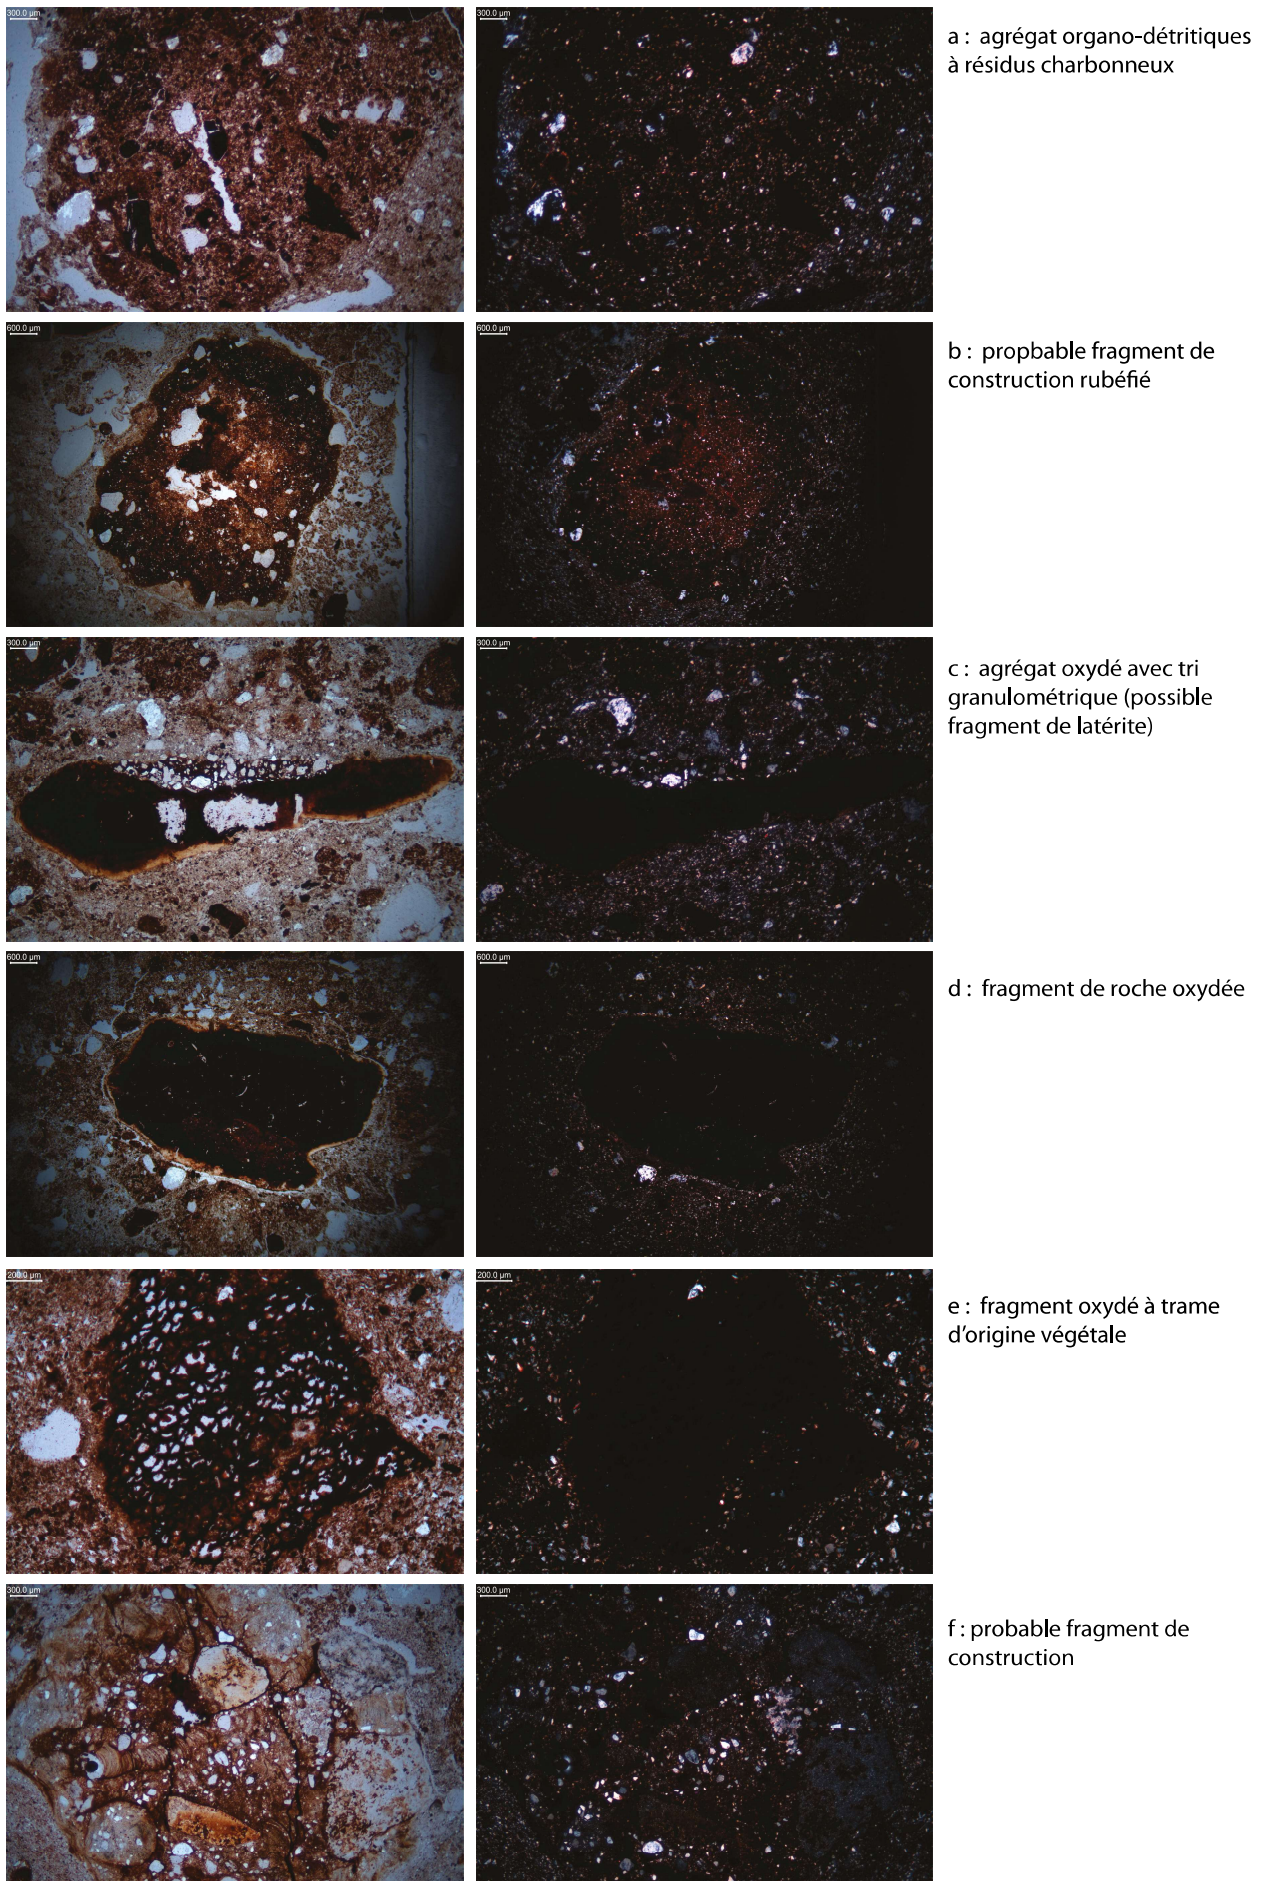 300.0 µm
300.0 µm
a : agrégat organo-détritiques
à résidus charbonneux
600.0 µm
600.0 µm
b : propbable fragment de
construction rubéfié
300.0 µm
300.0 µm
c : agrégat oxydé avec tri
granulométrique (possible
fragment de latérite)
600.0 µm
600.0 µm
d : fragment de roche oxydée
200.0 µm
200.0 µm
e : fragment oxydé à trame
d’origine végétale
300.0 µm
300.0 µm
f : probable fragment de
construction